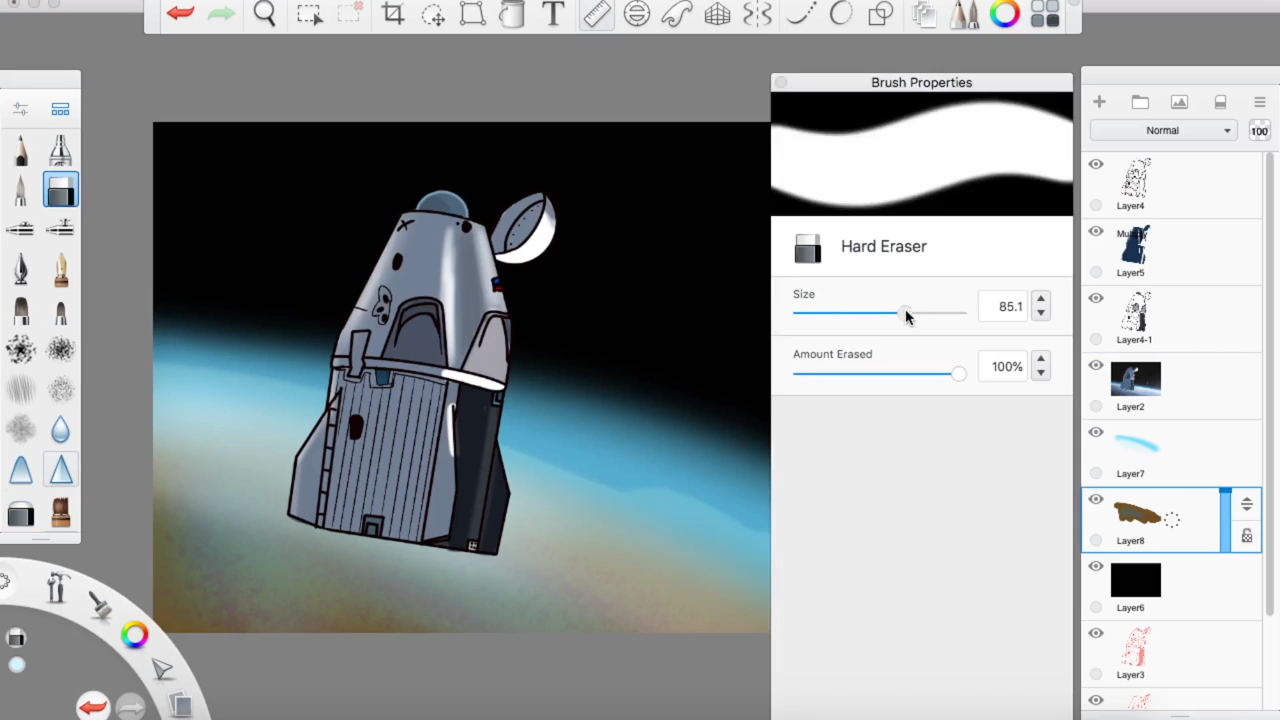 T
Brush Properties
Hard Eraser
Size
85.1
Amount Erased
100%
Normal
100
Layer4
Layer5
Layer4-1
Layer2
Layer7
Layer8
Layer6
Layer3